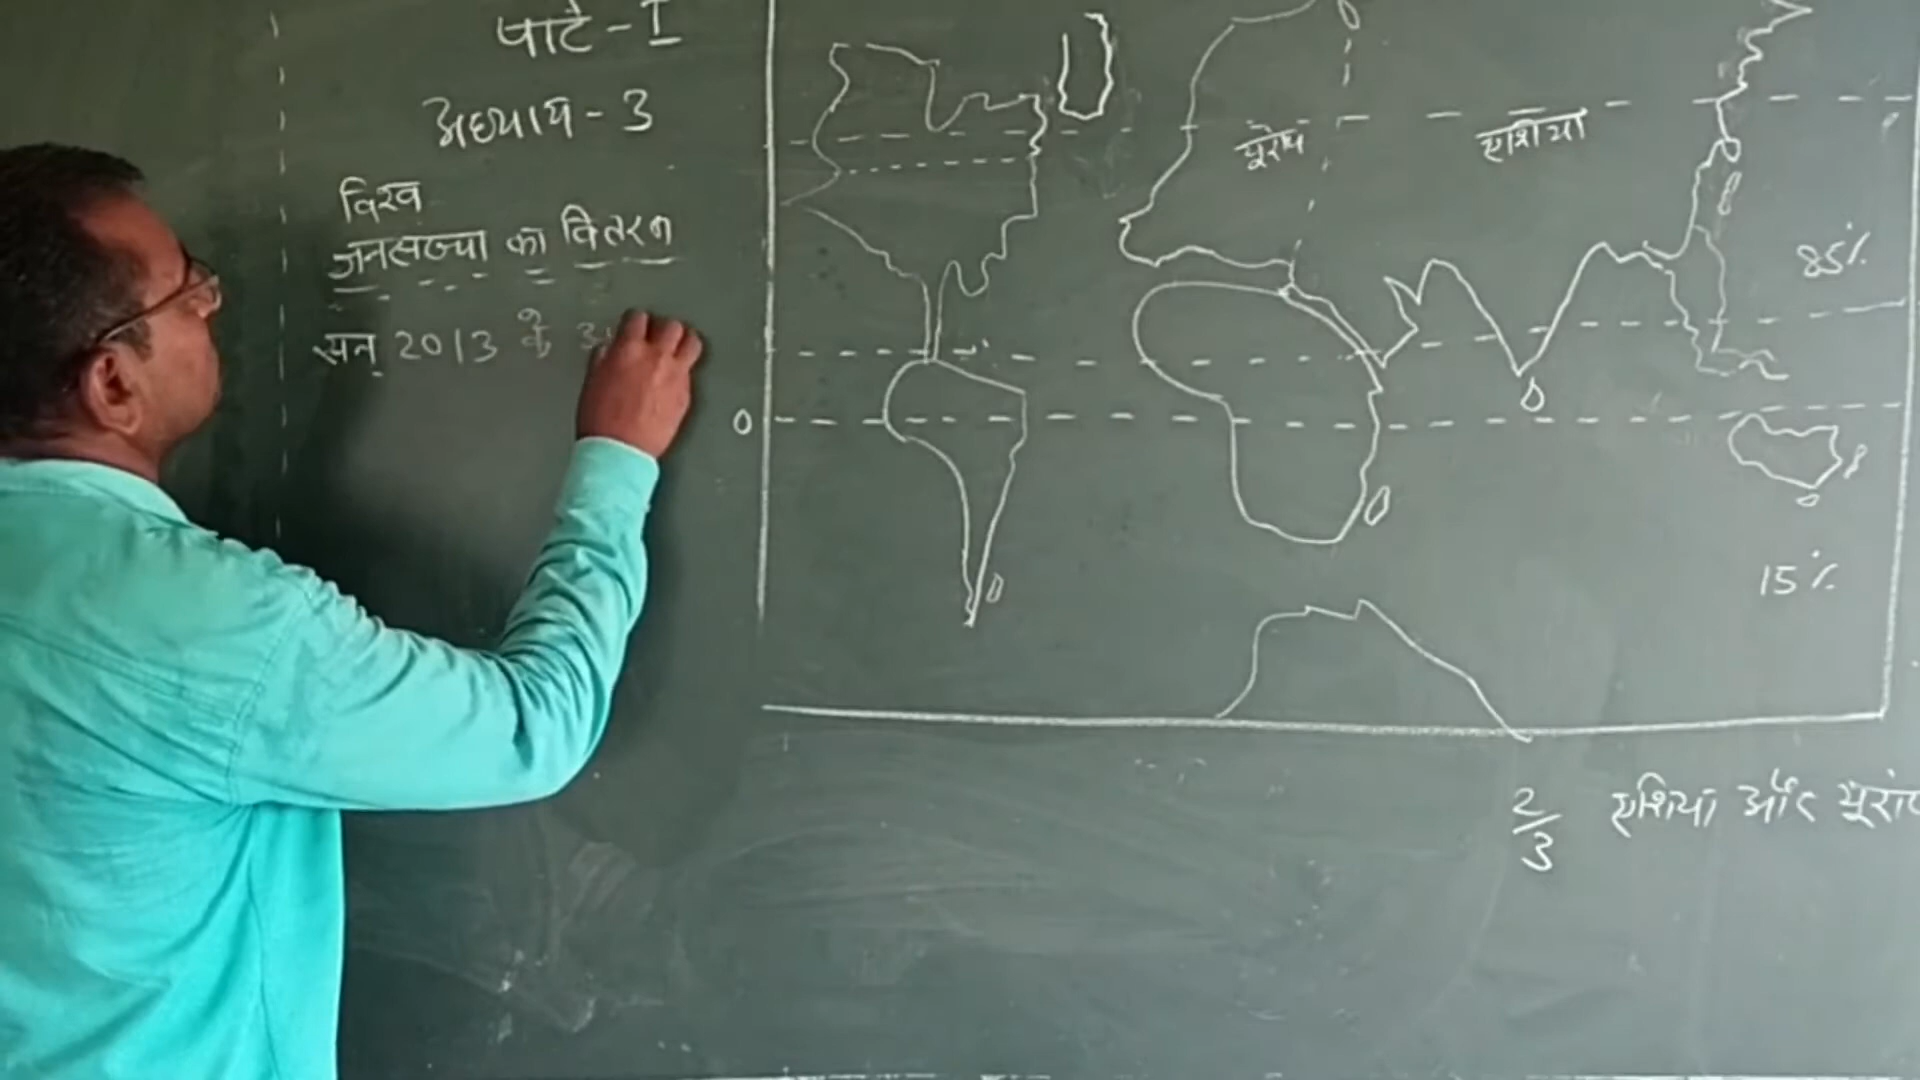 पार्ट-I
अध्याय-3
विश्व
जनसंख्या का वितरण
सन् 2013 के
0
यूरोप
एशिया
85%
15%
2/3 एशिया और यूरोप